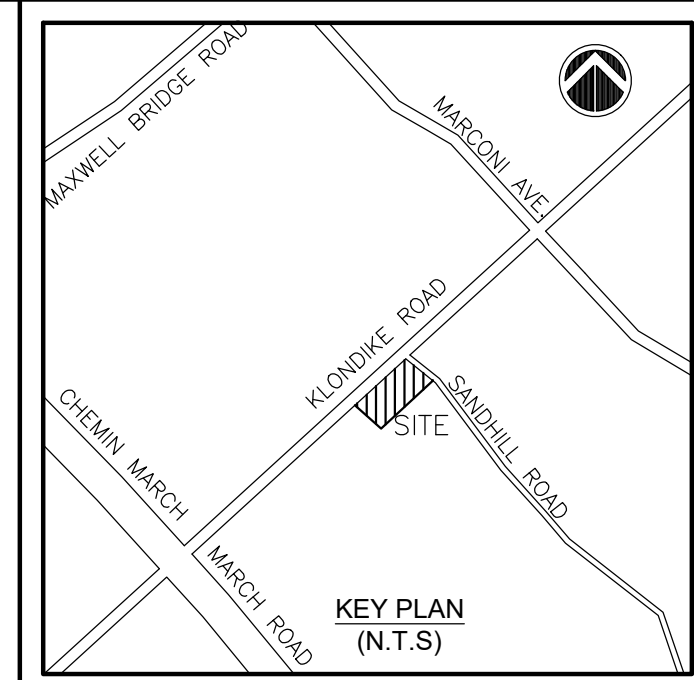 MAXWELL BRIDGE ROAD
MARCONI AVE.
KLONDIKE ROAD
SANDHILL ROAD
SITE
CHEMIN MARCH
MARCH ROAD
KEY PLAN
(N.T.S)